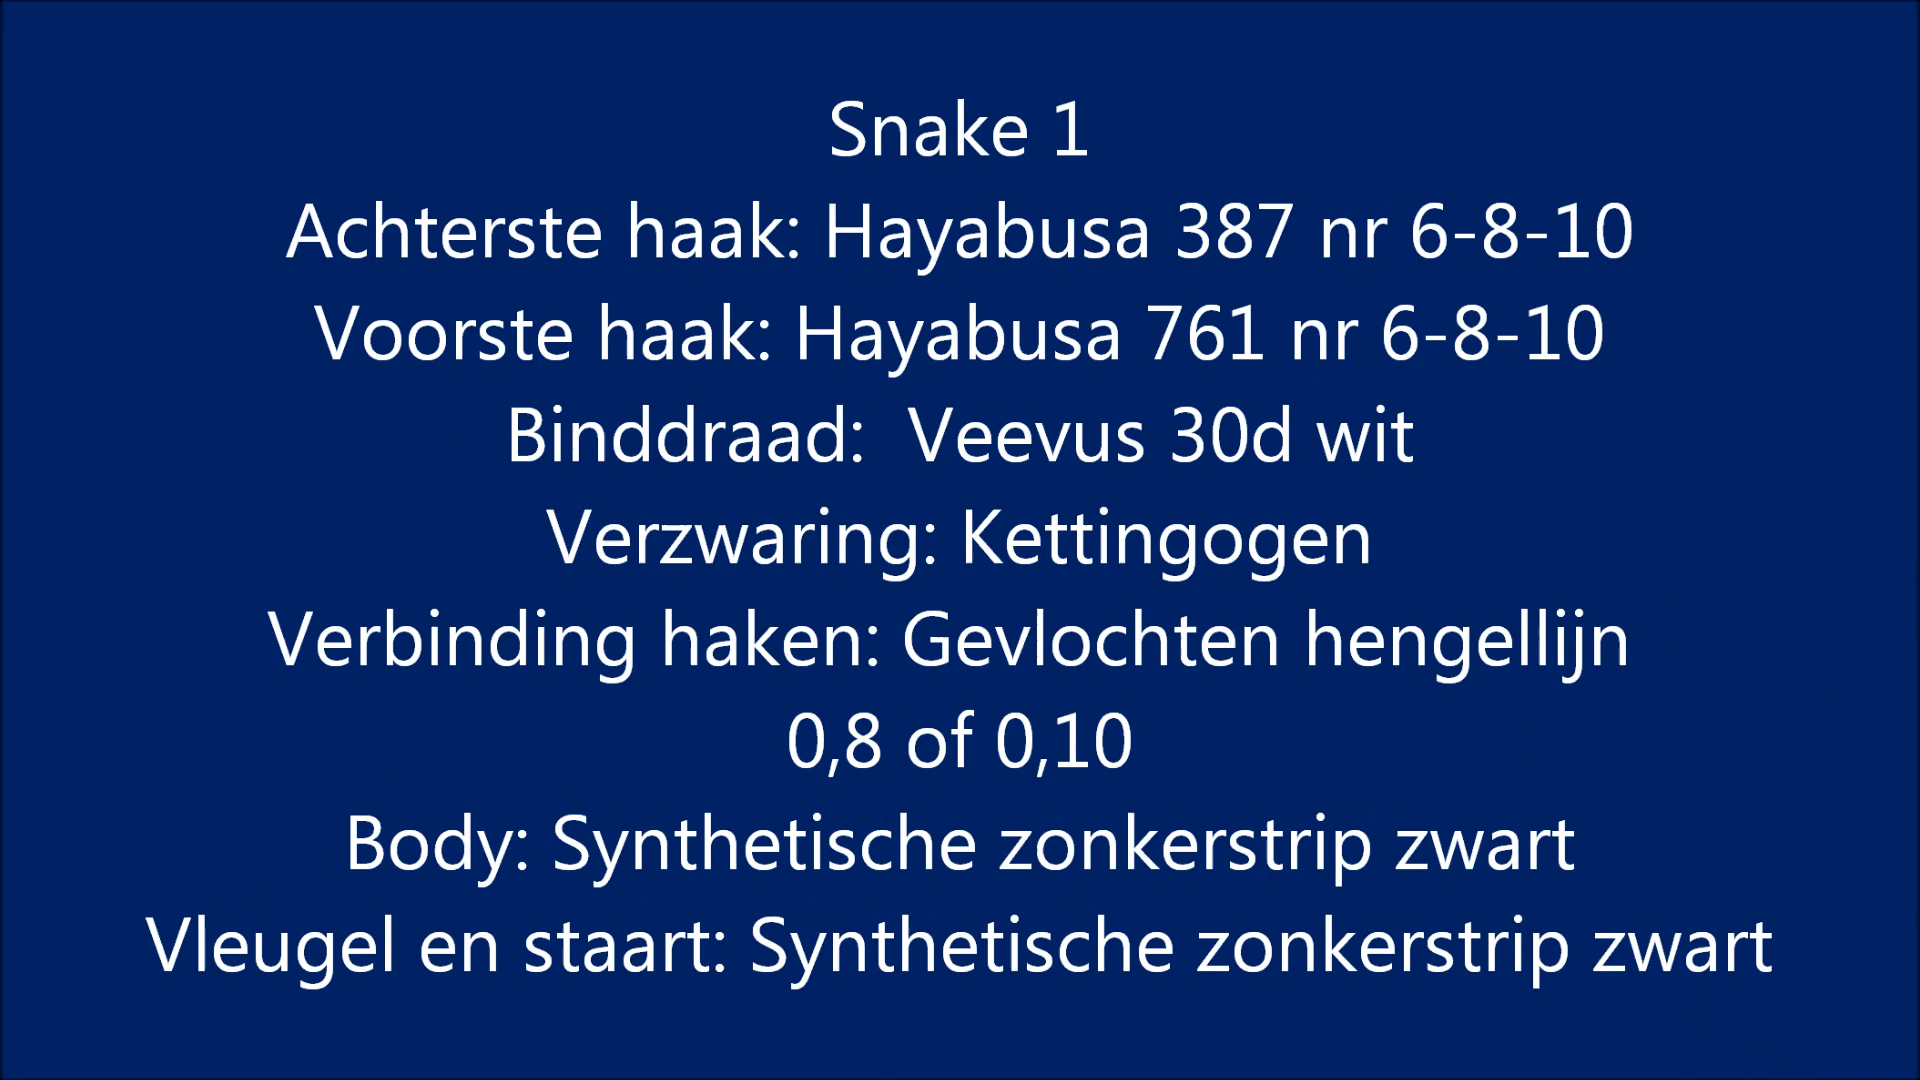 Snake 1
Achterste haak: Hayabusa 387 nr 6-8-10
Voorste haak: Hayabusa 761 nr 6-8-10
Binddraad:  Veevus 30d wit
Verzwaring: Kettingogen
Verbinding haken: Gevlochten hengellijn
0,8 of 0,10
Body: Synthetische zonkerstrip zwart
Vleugel en staart: Synthetische zonkerstrip zwart